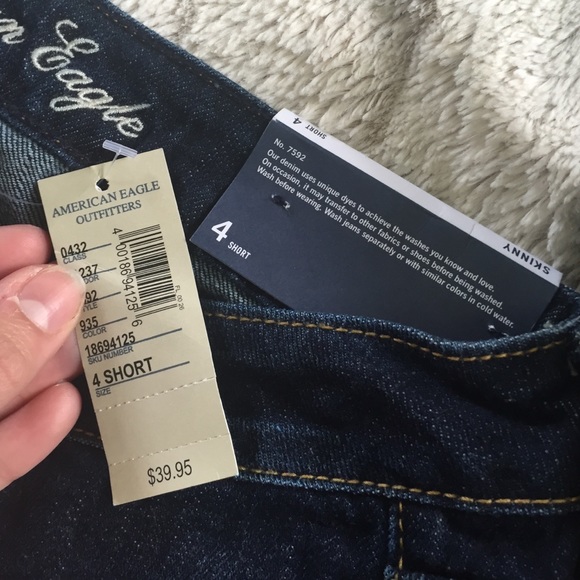 Eagle
AMERICAN EAGLE
OUTFITTERS
0432
CLASS
237
92
935
COLOR
18694125
SKU NUMBER
4 SHORT
SIZE
$39.95
4 SHORT
SKINNY
No. 7592
Our denim uses unique dyes to achieve the washes you know and love.
On occasion, it may transfer to other fabrics or shoes before being washed.
Wash before wearing. Wash jeans separately or with similar colors in cold water.
4
SHORT